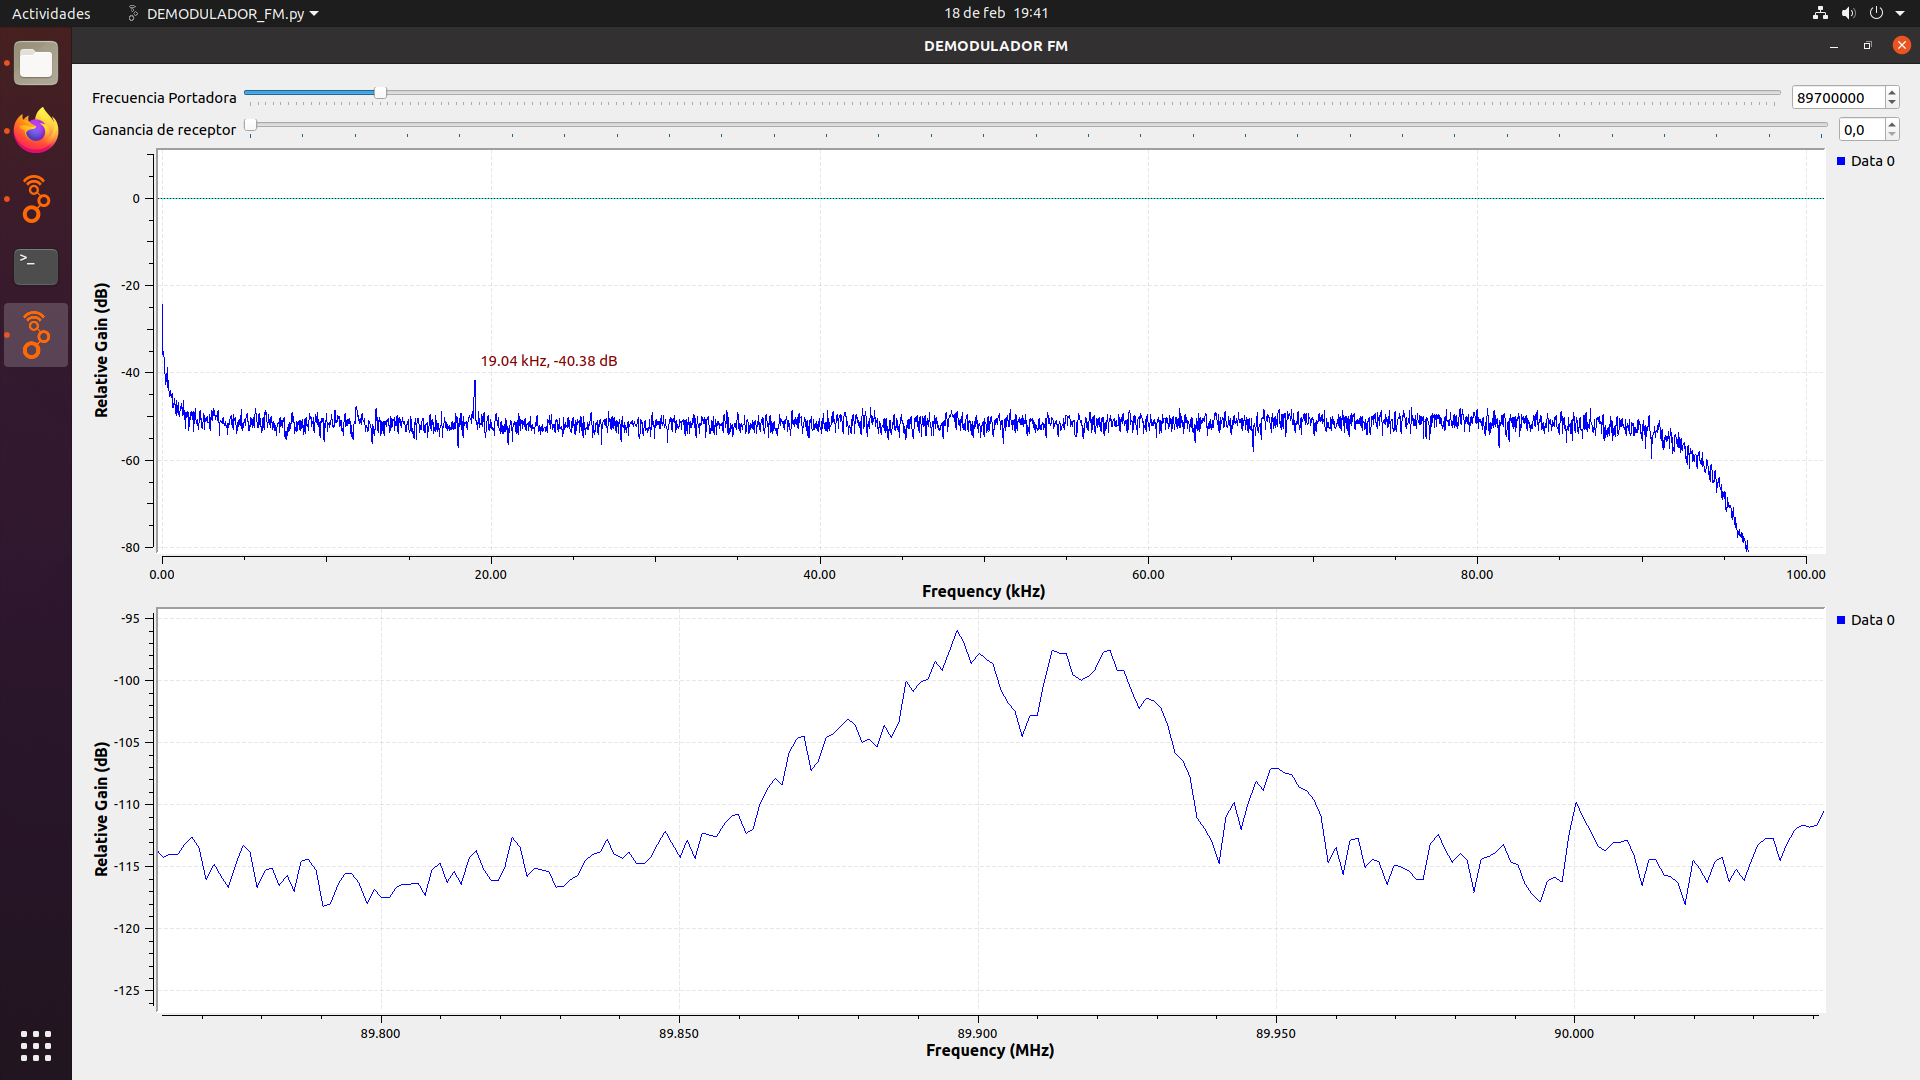 Actividades DEMODULADOR_FM.py 18 de feb 19:41
DEMODULADOR FM
Frecuencia Portadora 89700000
Ganancia de receptor 0,0
Data 0
0
-20
-40
-60
-80
Relative Gain (dB)
19.04 kHz, -40.38 dB
0.00 20.00 40.00 60.00 80.00 100.00
Frequency (kHz)
Data 0
-95
-100
-105
-110
-115
-120
-125
Relative Gain (dB)
89.800 89.850 89.900 89.950 90.000
Frequency (MHz)
>_